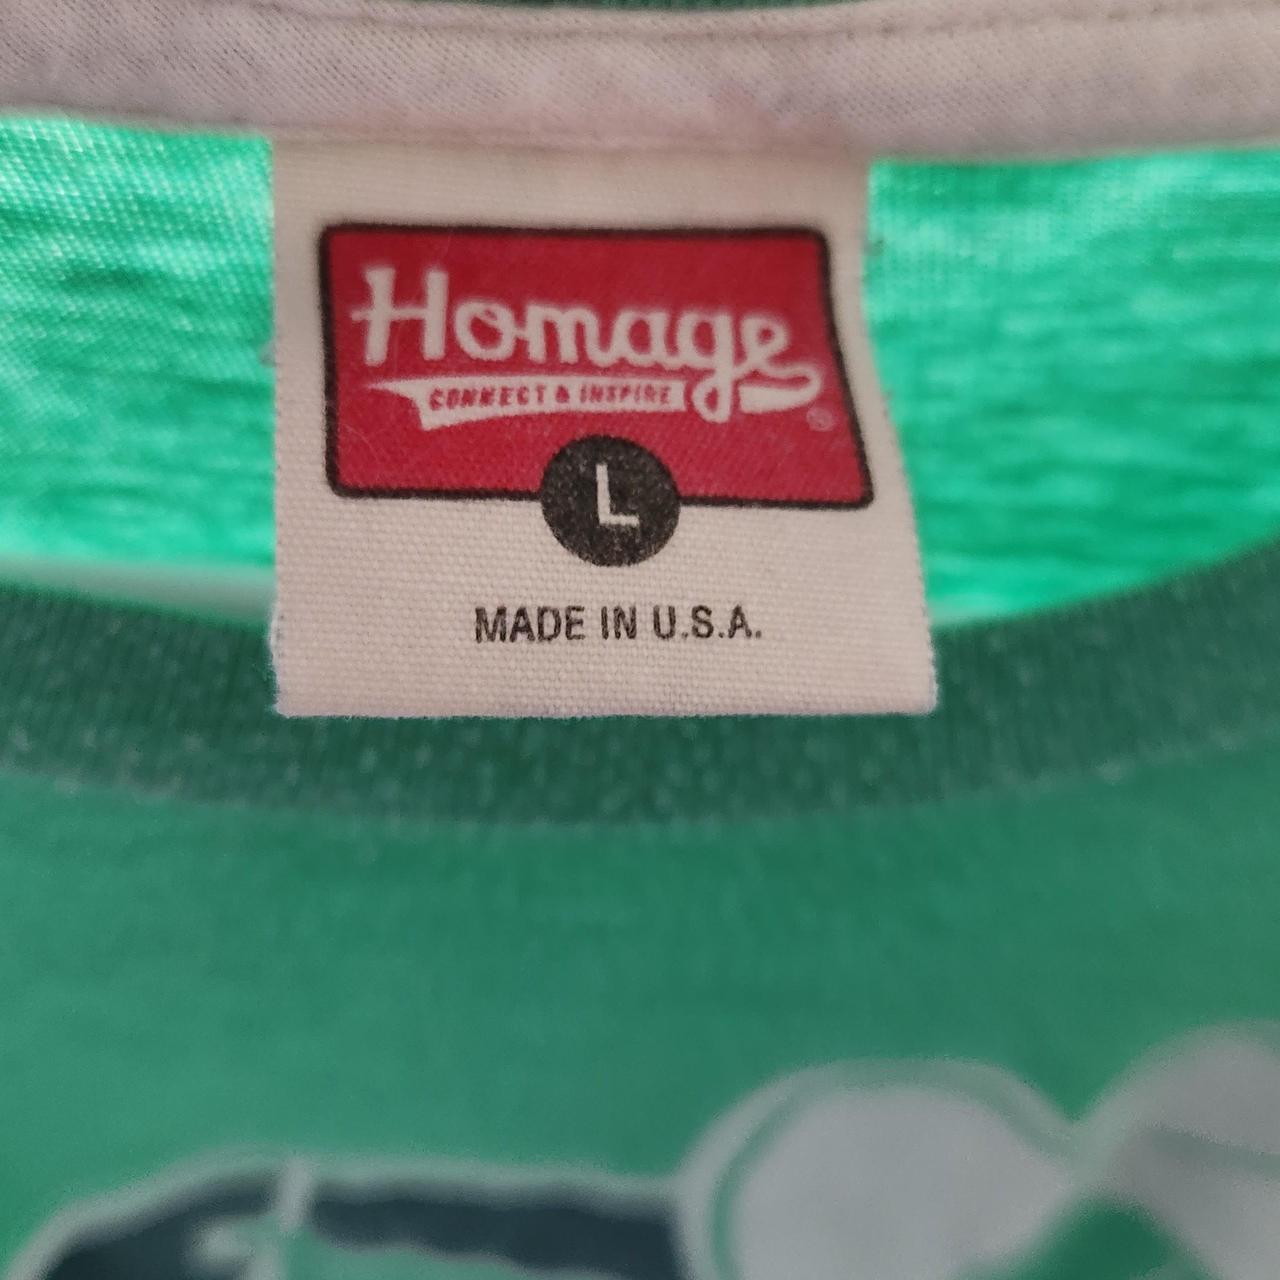 Homage
CONNECT & INSPIRE
®
L
MADE IN U.S.A.